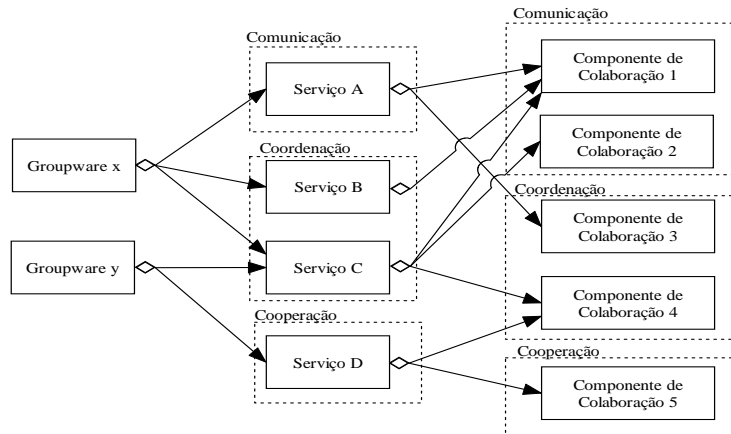 Comunicação
Serviço A
Groupware x
Coordenação
Serviço B
Groupware y
Serviço C
Cooperação
Serviço D
Comunicação
Componente de
Colaboração 1
Componente de
Colaboração 2
Coordenação
Componente de
Colaboração 3
Componente de
Colaboração 4
Cooperação
Componente de
Colaboração 5